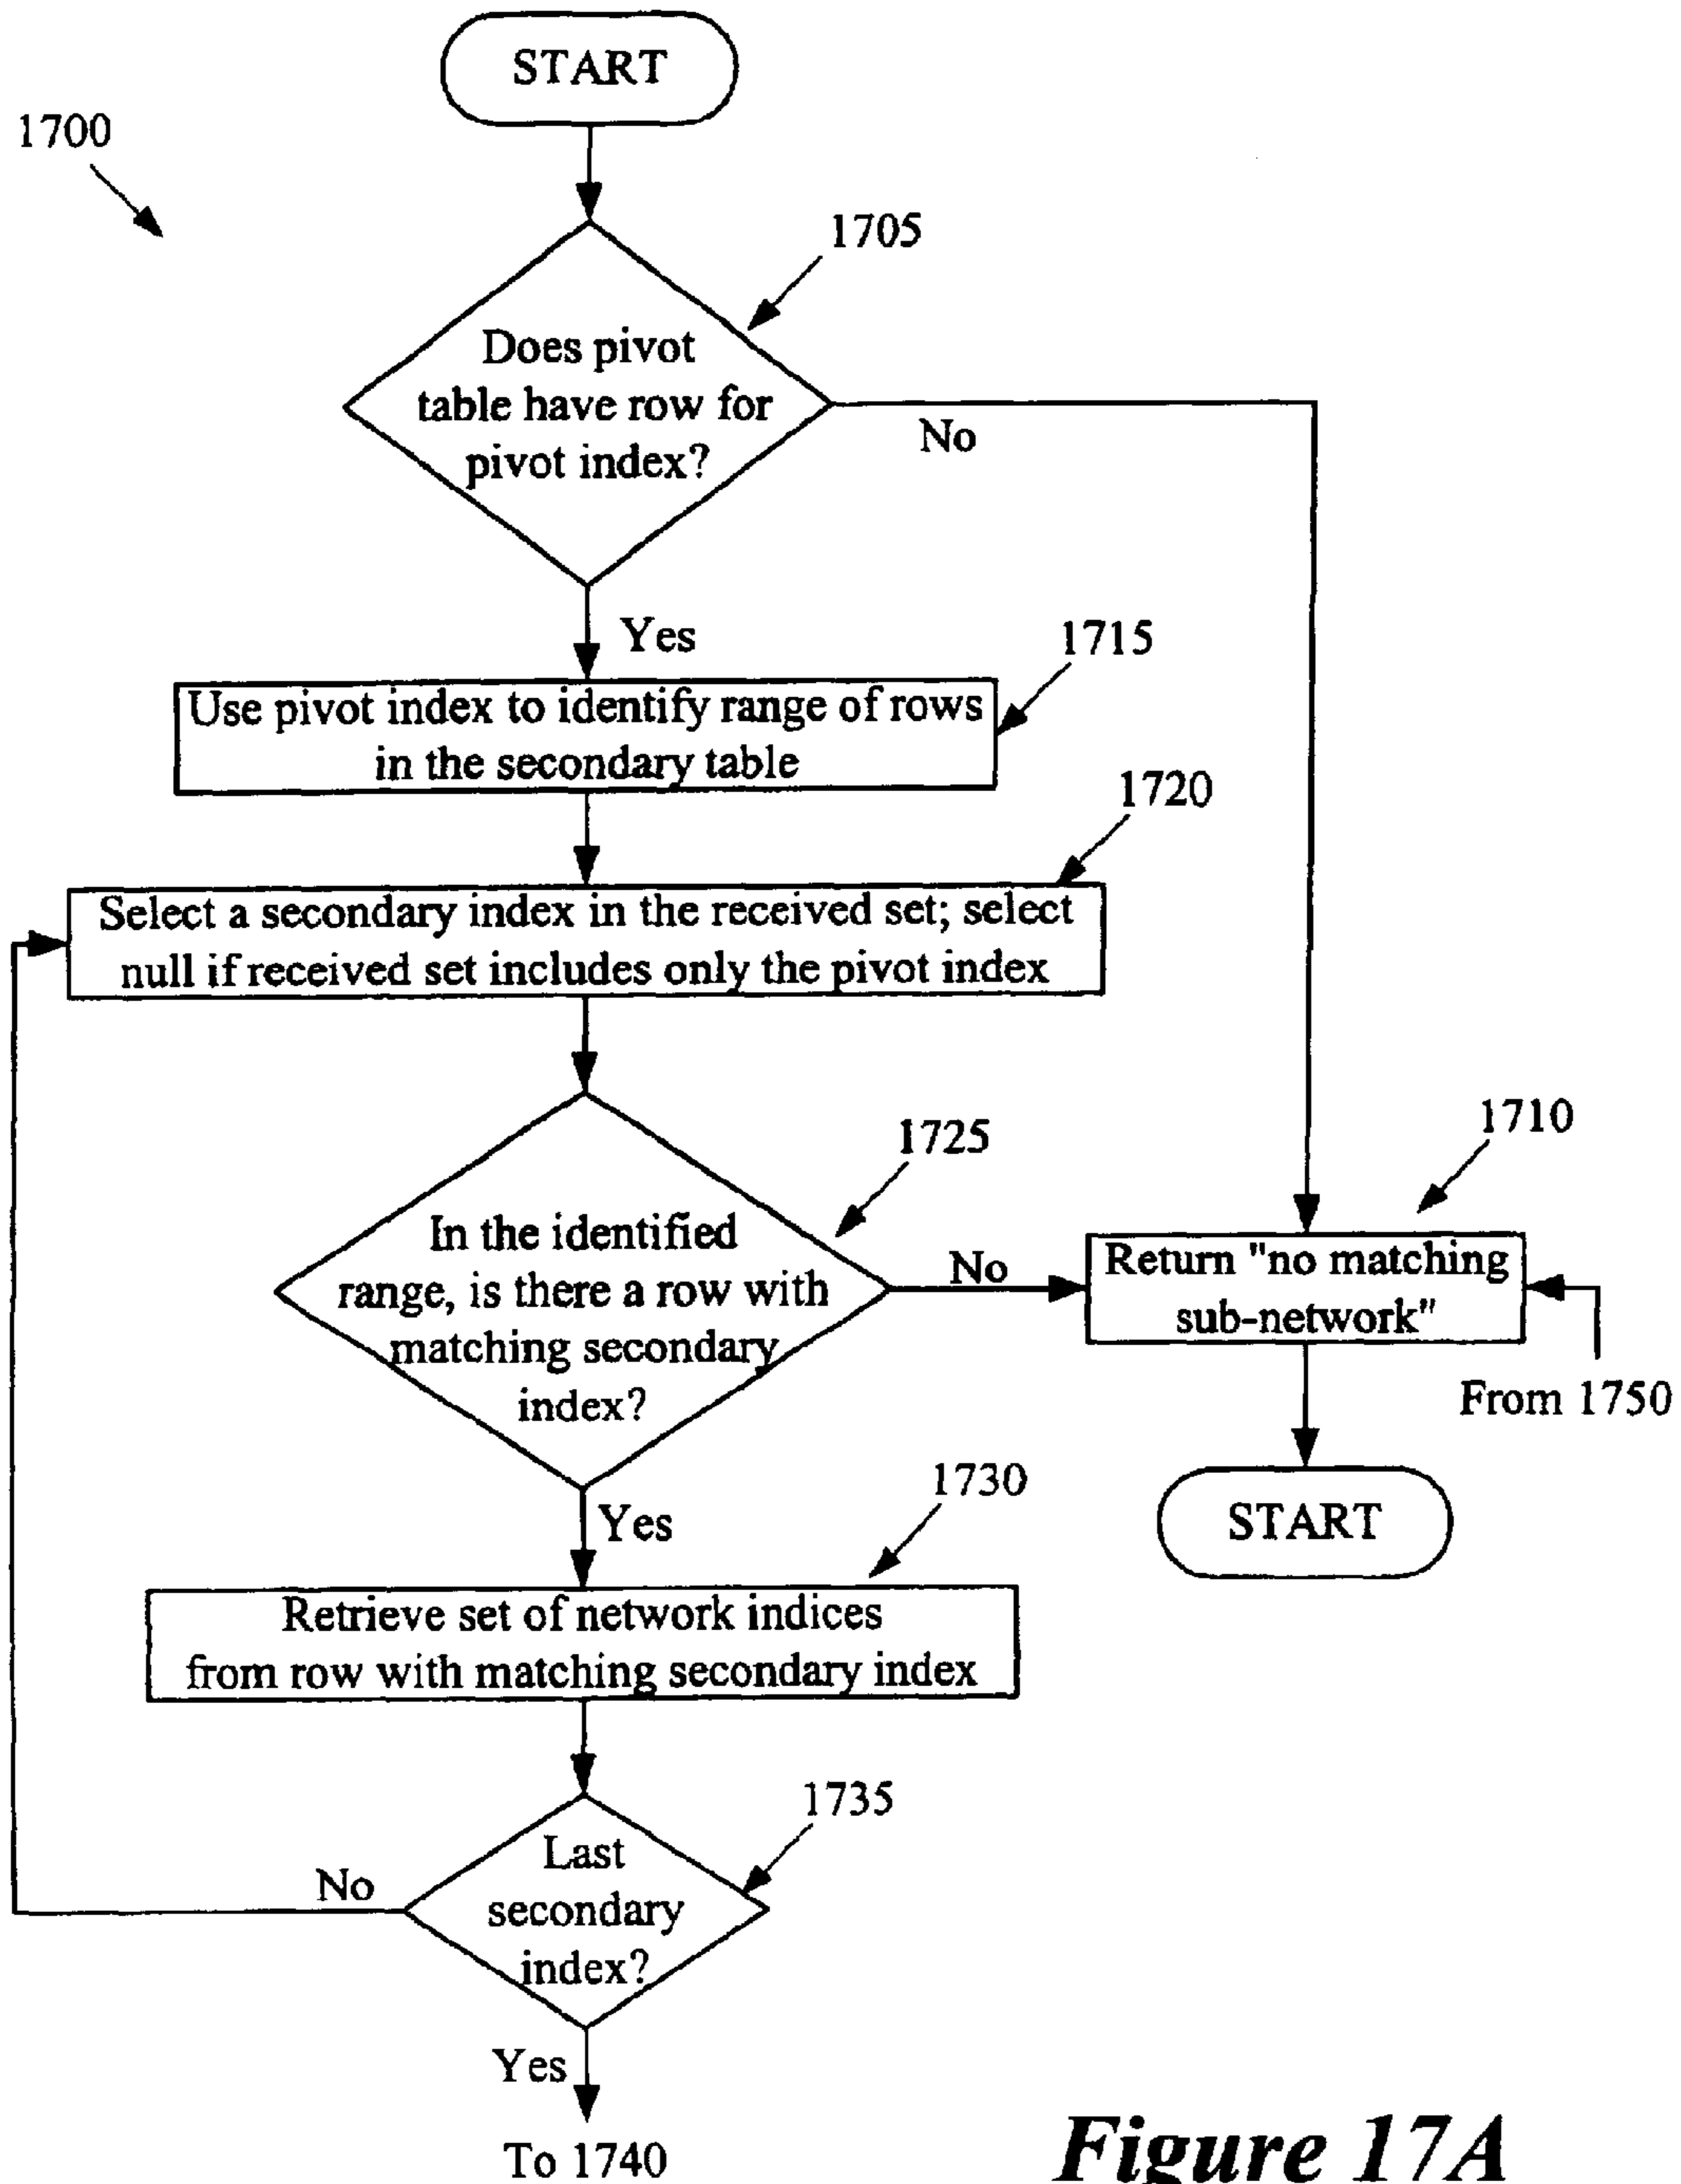 START
1700
1705
Does pivot
table have row for
pivot index?
No
Yes
1715
Use pivot index to identify range of rows
in the secondary table
1720
Select a secondary index in the received set; select
null if received set includes only the pivot index
1725
In the identified
range, is there a row with
matching secondary
index?
No
1710
Return "no matching
sub-network"
From 1750
START
Yes
1730
Retrieve set of network indices
from row with matching secondary index
1735
Last
secondary
index?
No
Yes
To 1740
Figure 17A